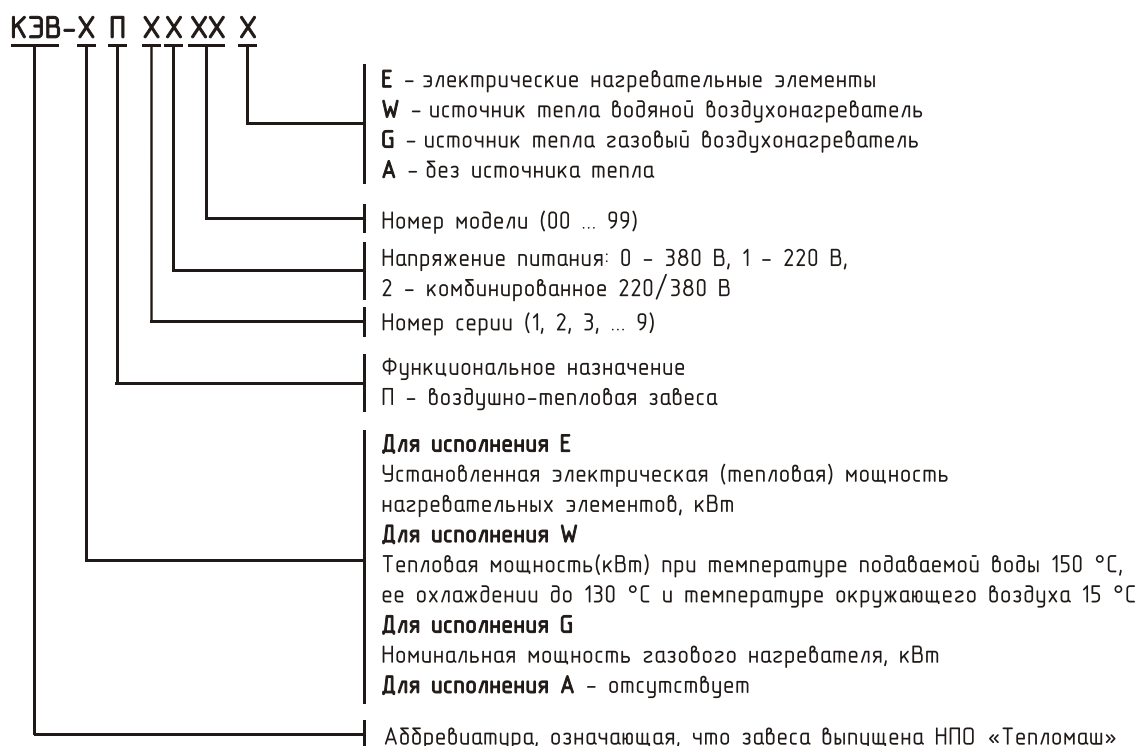 КЭВ-Х П Х Х ХХ Х
E – электрические нагревательные элементы
W – источник тепла водяной воздухонагреватель
G – источник тепла газовый воздухонагреватель
A – без источника тепла
Номер модели (00 ... 99)
Напряжение питания: 0 – 380 В, 1 – 220 В,
2 – комбинированное 220/380 В
Номер серии (1, 2, 3, ... 9)
Функциональное назначение
П – воздушно-тепловая завеса
Для исполнения E
Установленная электрическая (тепловая) мощность
нагревательных элементов, кВт
Для исполнения W
Тепловая мощность(кВт) при температуре подаваемой воды 150 °С,
ее охлаждении до 130 °С и температуре окружающего воздуха 15 °С
Для исполнения G
Номинальная мощность газового нагревателя, кВт
Для исполнения A – отсутствует
Аббревиатура, означающая, что завеса выпущена НПО «Тепломаш»